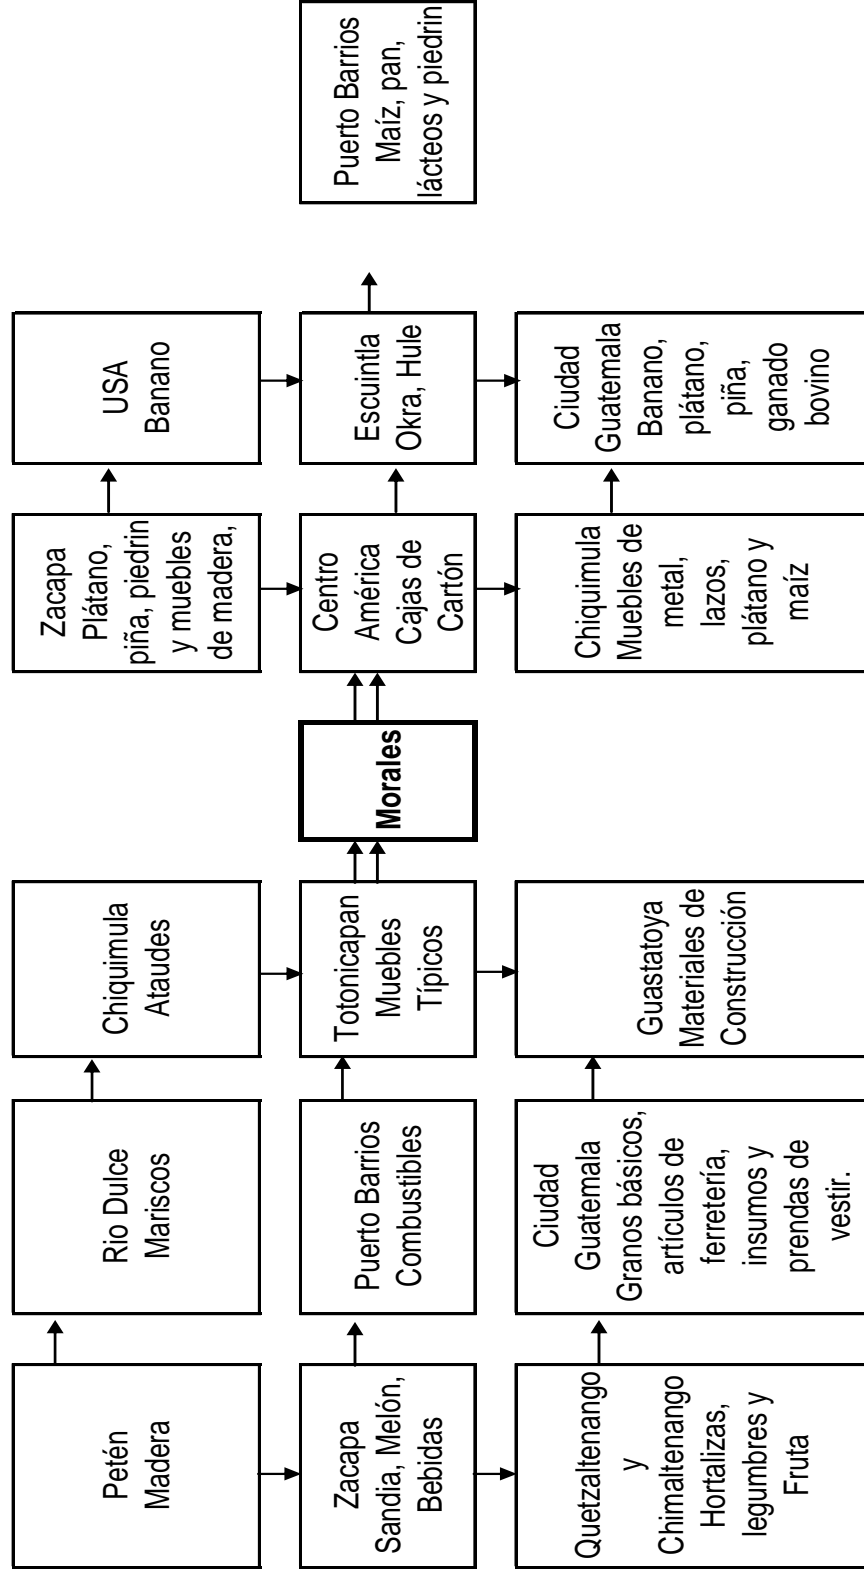 Petén
Madera
Rio Dulce
Mariscos
Chiquimula
Ataudes
Zacapa
Plátano,
piña, piedrin
y muebles
de madera,
USA
Banano
Zacapa
Sandia, Melón,
Bebidas
Puerto Barrios
Combustibles
Totonicapan
Muebles
Típicos
Morales
Centro
América
Cajas de
Cartón
Escuintla
Okra, Hule
Puerto Barrios
Maíz, pan,
lácteos y piedrin
Quetzaltenango
y
Chimaltenango
Hortalizas,
legumbres y
Fruta
Ciudad
Guatemala
Granos básicos,
artículos de
ferretería,
insumos y
prendas de
vestir.
Guastatoya
Materiales de
Construcción
Chiquimula
Muebles de
metal,
lazos,
plátano y
maíz
Ciudad
Guatemala
Banano,
plátano,
piña,
ganado
bovino